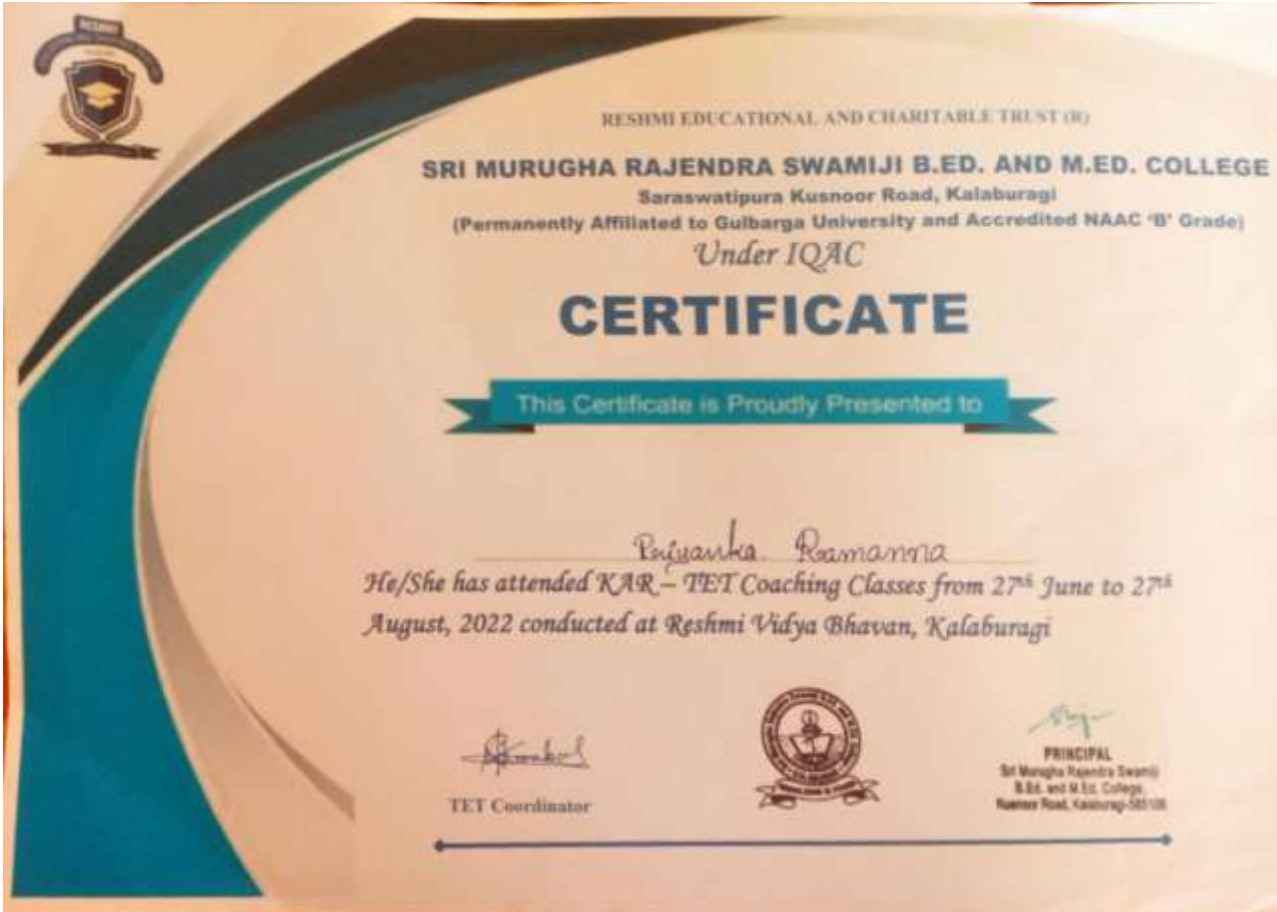 RESHMI
RESHMI EDUCATIONAL AND CHARITABLE TRUST (R)
SRI MURUGHA RAJENDRA SWAMIJI B.ED. AND M.ED. COLLEGE
Saraswatipura Kusnoor Road, Kalaburagi
(Permanently Affiliated to Gulbarga University and Accredited NAAC 'B' Grade)
Under IQAC
CERTIFICATE
This Certificate is Proudly Presented to
Priyanka. Ramanna
He/She has attended KAR – TET Coaching Classes from 27th June to 27th
August, 2022 conducted at Reshmi Vidya Bhavan, Kalaburagi
TET Coordinator
PRINCIPAL
Sri Murugha Rajendra Swamiji
B.Ed. and M.Ed. College,
Kusnoor Road, Kalaburagi-585106